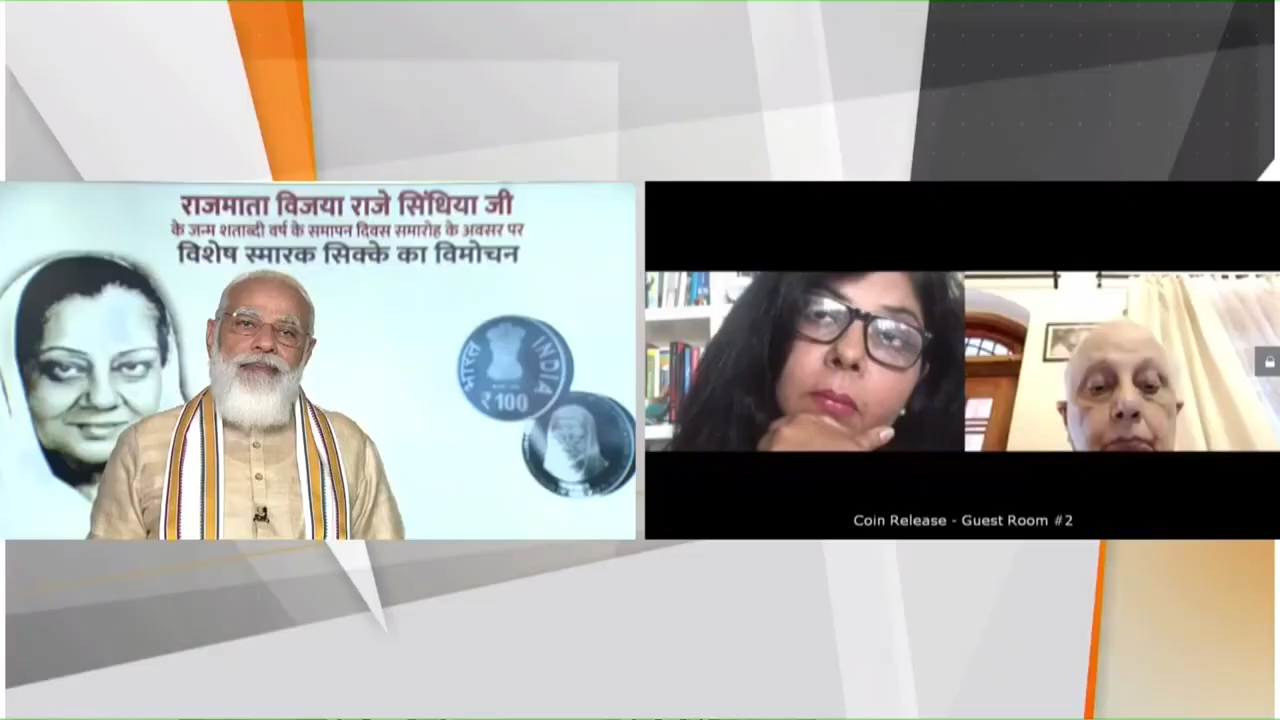 राजमाता विजया राजे सिंधिया जी
के जन्म शताब्दी वर्ष के समापन दिवस समारोह के अवसर पर
विशेष स्मारक सिक्के का विमोचन
भारत
INDIA
₹100
Coin Release - Guest Room #2